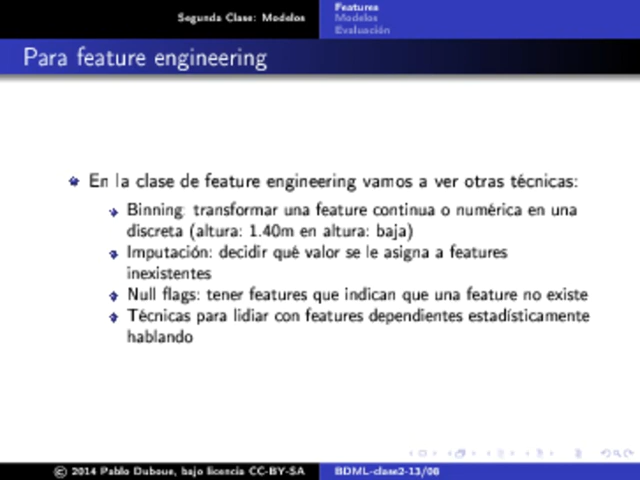 Segunda Clase: Modelos
Features
Modelos
Evaluación
Para feature engineering
En la clase de feature engineering vamos a ver otras técnicas:
Binning: transformar una feature continua o numérica en una
discreta (altura: 1.40m en altura: baja)
Imputación: decidir qué valor se le asigna a features
inexistentes
Null flags: tener features que indican que una feature no existe
Técnicas para lidiar con features dependientes estadísticamente
hablando
© 2014 Pablo Duboue, bajo licencia CC-BY-SA
BDML-clase2-13/08